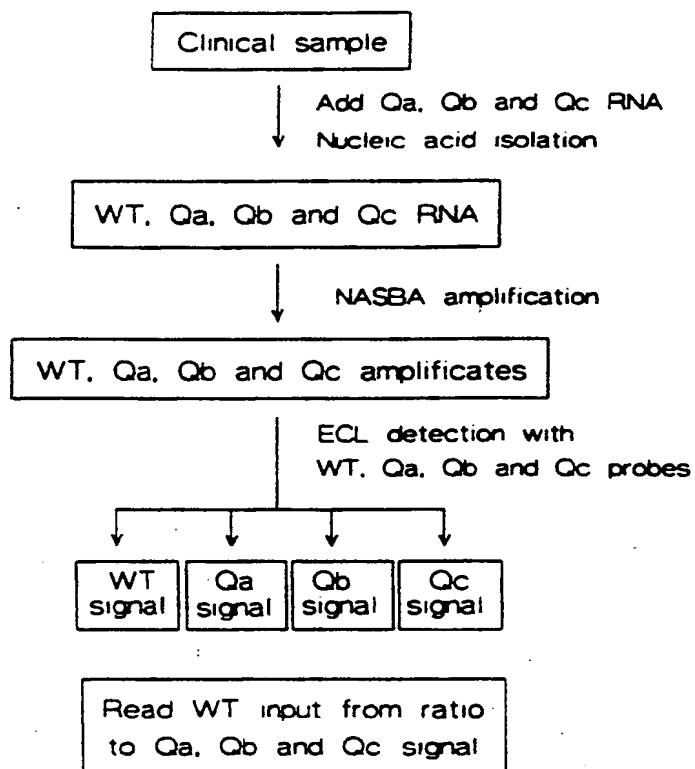 Clinical sample
Add Qa, Qb and Qc RNA
Nucleic acid isolation
WT, Qa, Qb and Qc RNA
NASBA amplification
WT, Qa, Qb and Qc amplificates
ECL detection with
WT, Qa, Qb and Qc probes
WT
signal
Qa
signal
Qb
signal
Qc
signal
Read WT input from ratio
to Qa, Qb and Qc signal